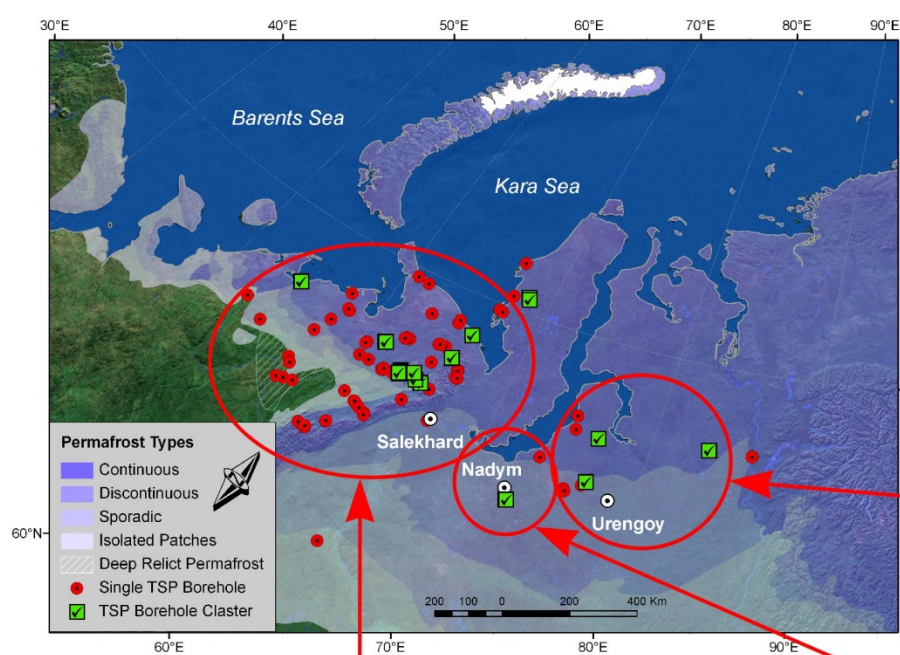 30°E 40°E 50°E 60°E 70°E 80°E 90°E
Barents Sea
Kara Sea
Salekhard
Nadym
Urengoy
Permafrost Types
Continuous
Discontinuous
Sporadic
Isolated Patches
Deep Relict Permafrost
Single TSP Borehole
TSP Borehole Claster
60°N
200 100 0 200 400 Km
60°E 70°E 80°E 90°E